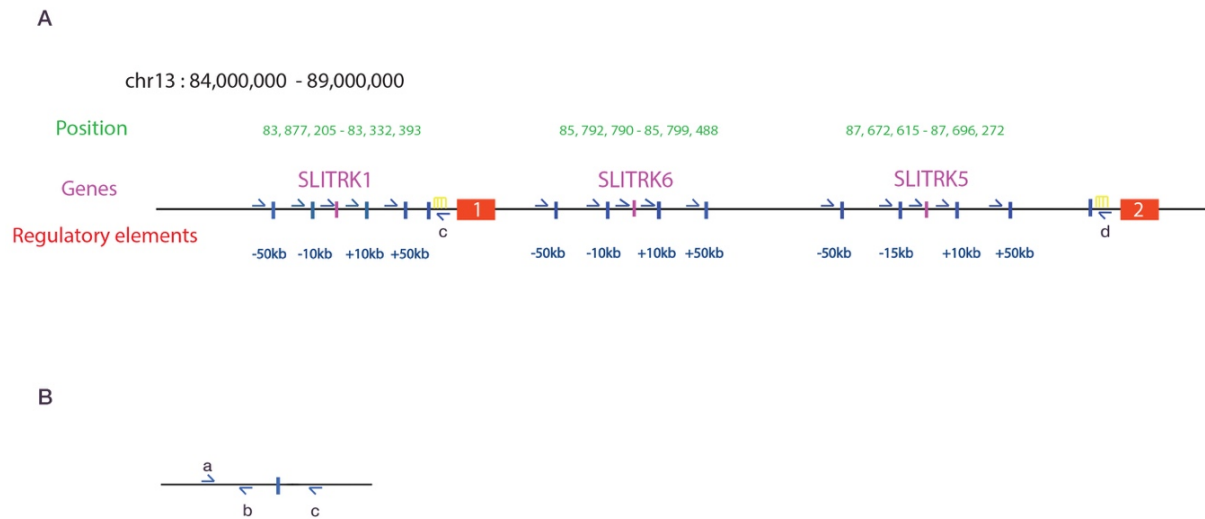 A
chr13 : 84,000,000 - 89,000,000
Position 83, 877, 205 - 83, 332, 393 85, 792, 790 - 85, 799, 488 87, 672, 615 - 87, 696, 272
Genes SLITRK1 SLITRK6 SLITRK5
1 2
Regulatory elements c d
-50kb -10kb +10kb +50kb -50kb -10kb +10kb +50kb -50kb -15kb +10kb +50kb
B
a
b c